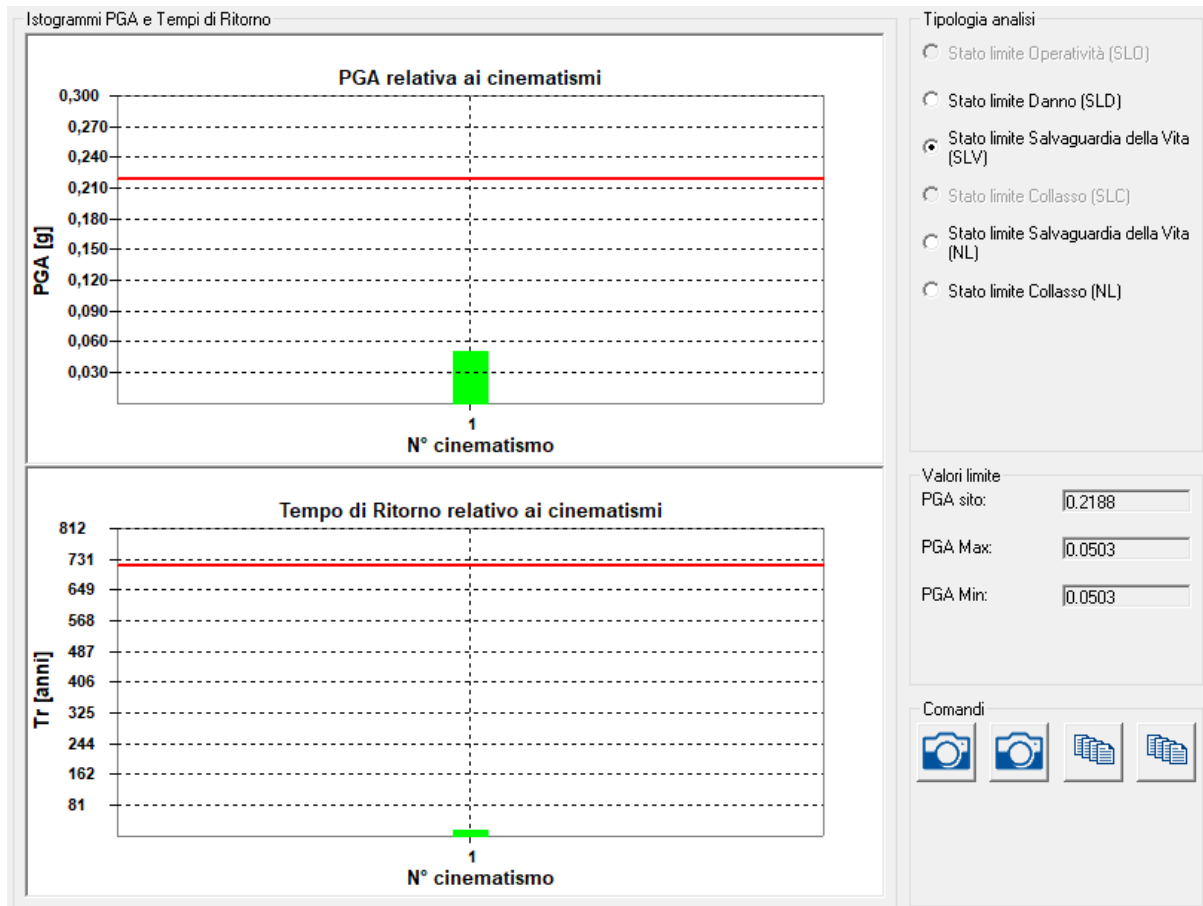 Istogrammi PGA e Tempi di Ritorno
PGA relativa ai cinematismi
0,300
0,270
0,240
0,210
0,180
0,150
0,120
0,090
0,060
0,030
PGA [g]
1
N° cinematismo
Tempo di Ritorno relativo ai cinematismi
812
731
649
568
487
406
325
244
162
81
Tr [anni]
1
N° cinematismo
Tipologia analisi
Stato limite Operatività (SLO)
Stato limite Danno (SLD)
Stato limite Salvaguardia della Vita
(SLV)
Stato limite Collasso (SLC)
Stato limite Salvaguardia della Vita
(NL)
Stato limite Collasso (NL)
Valori limite
PGA sito: 0.2188
PGA Max: 0.0503
PGA Min: 0.0503
Comandi